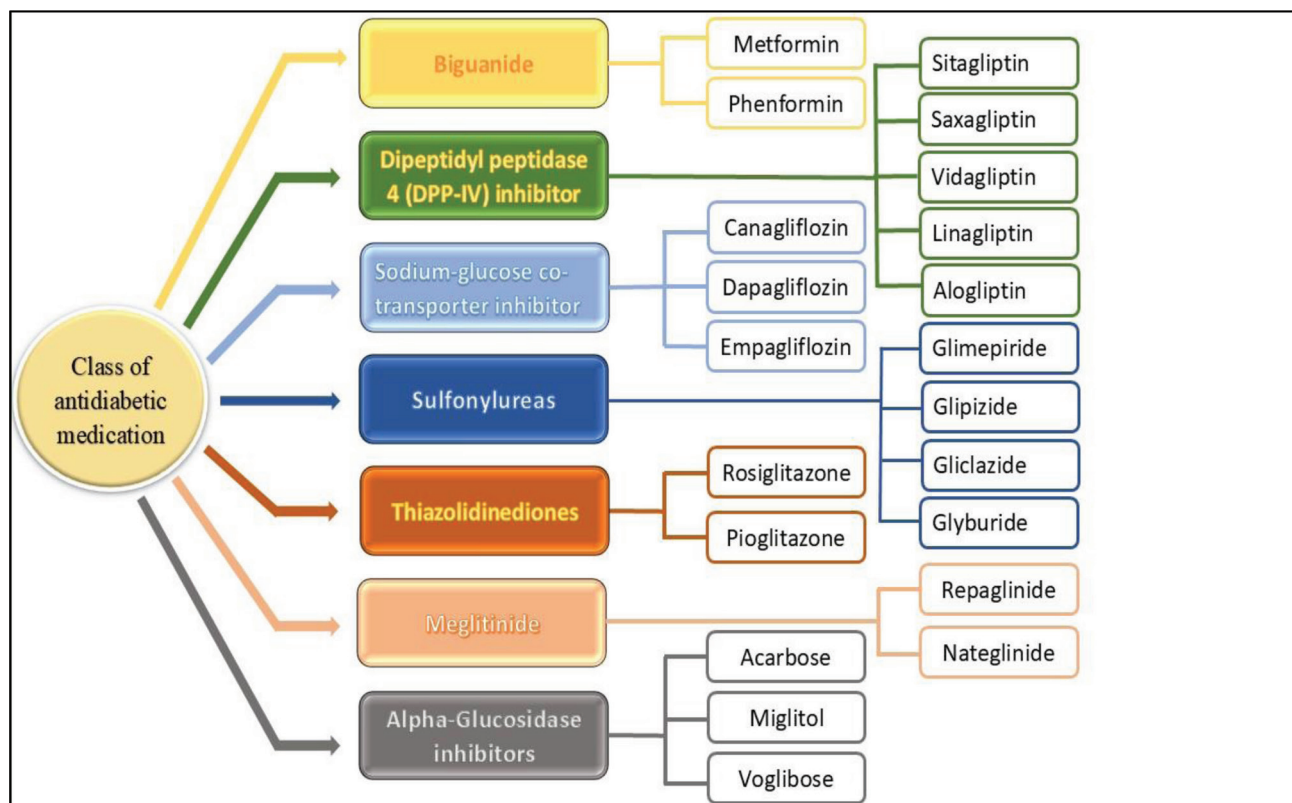 Class of
antidiabetic
medication
Biguanide
Metformin
Phenformin
Dipeptidyl peptidase
4 (DPP-IV) inhibitor
Sitagliptin
Saxagliptin
Vidagliptin
Linagliptin
Alogliptin
Sodium-glucose co-
transporter inhibitor
Canagliflozin
Dapagliflozin
Empagliflozin
Sulfonylureas
Glimepiride
Glipizide
Gliclazide
Glyburide
Thiazolidinediones
Rosiglitazone
Pioglitazone
Meglitinide
Repaglinide
Nateglinide
Alpha-Glucosidase
inhibitors
Acarbose
Miglitol
Voglibose